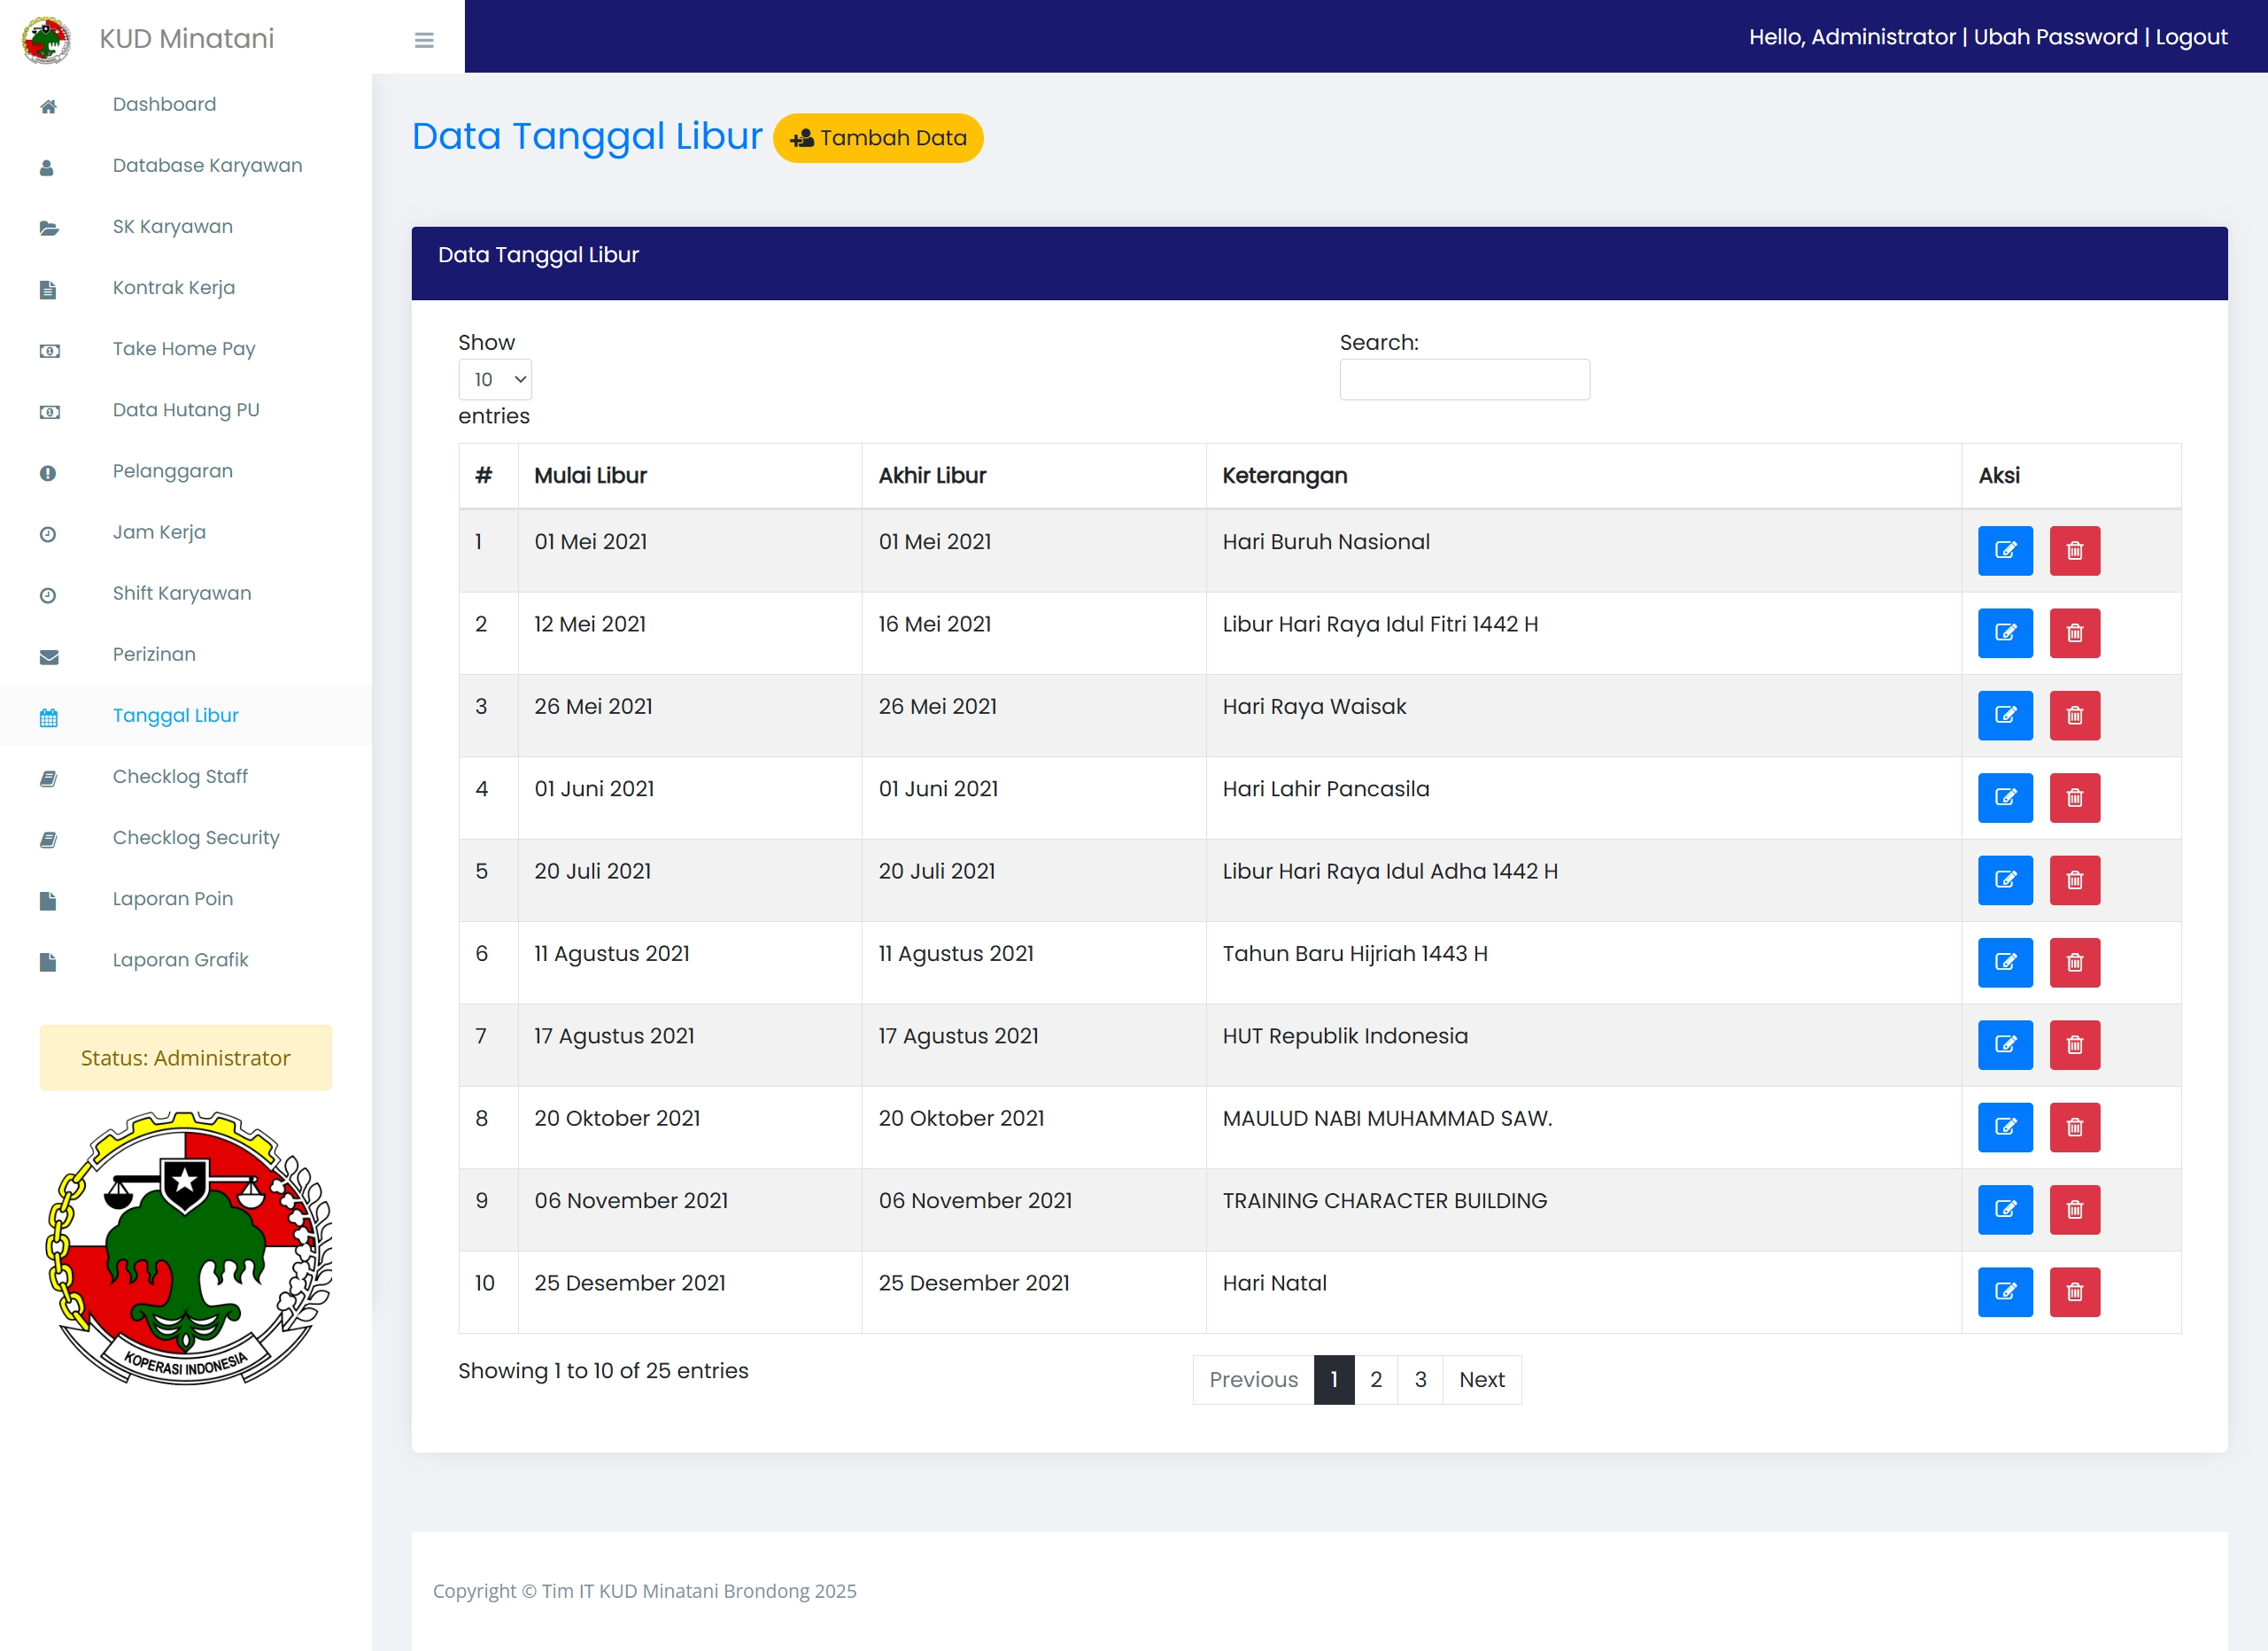 KUD Minatani
Hello, Administrator | Ubah Password | Logout
Dashboard
Database Karyawan
SK Karyawan
Kontrak Kerja
Take Home Pay
Data Hutang PU
Pelanggaran
Jam Kerja
Shift Karyawan
Perizinan
Tanggal Libur
Checklog Staff
Checklog Security
Laporan Poin
Laporan Grafik
Status: Administrator
KOPERASI INDONESIA
Data Tanggal Libur Tambah Data
Data Tanggal Libur
Show
10
entries
Search:
# Mulai Libur Akhir Libur Keterangan Aksi
1 01 Mei 2021 01 Mei 2021 Hari Buruh Nasional
2 12 Mei 2021 16 Mei 2021 Libur Hari Raya Idul Fitri 1442 H
3 26 Mei 2021 26 Mei 2021 Hari Raya Waisak
4 01 Juni 2021 01 Juni 2021 Hari Lahir Pancasila
5 20 Juli 2021 20 Juli 2021 Libur Hari Raya Idul Adha 1442 H
6 11 Agustus 2021 11 Agustus 2021 Tahun Baru Hijriah 1443 H
7 17 Agustus 2021 17 Agustus 2021 HUT Republik Indonesia
8 20 Oktober 2021 20 Oktober 2021 MAULUD NABI MUHAMMAD SAW.
9 06 November 2021 06 November 2021 TRAINING CHARACTER BUILDING
10 25 Desember 2021 25 Desember 2021 Hari Natal
Showing 1 to 10 of 25 entries
Previous 1 2 3 Next
Copyright © Tim IT KUD Minatani Brondong 2025